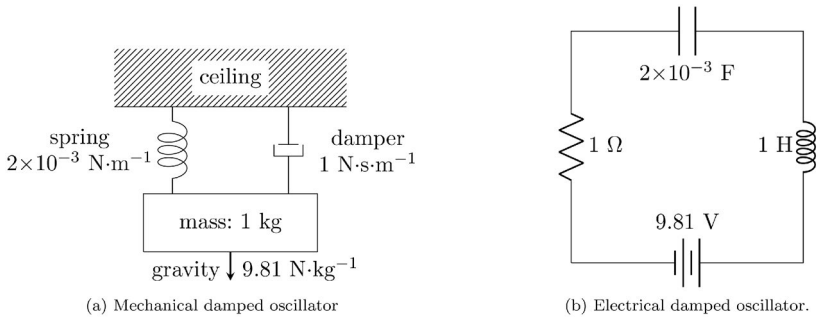 ceiling
spring
2×10⁻³ N·m⁻¹
damper
1 N·s·m⁻¹
mass: 1 kg
gravity 9.81 N·kg⁻¹
(a) Mechanical damped oscillator
2×10⁻³ F
1 Ω
1 H
9.81 V
(b) Electrical damped oscillator.